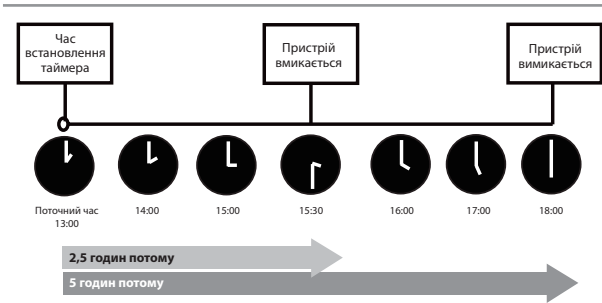 Час
встановлення
таймера
Пристрій
вмикається
Пристрій
вимикається
Поточний час
13:00
14:00
15:00
15:30
16:00
17:00
18:00
2,5 годин потому
5 годин потому